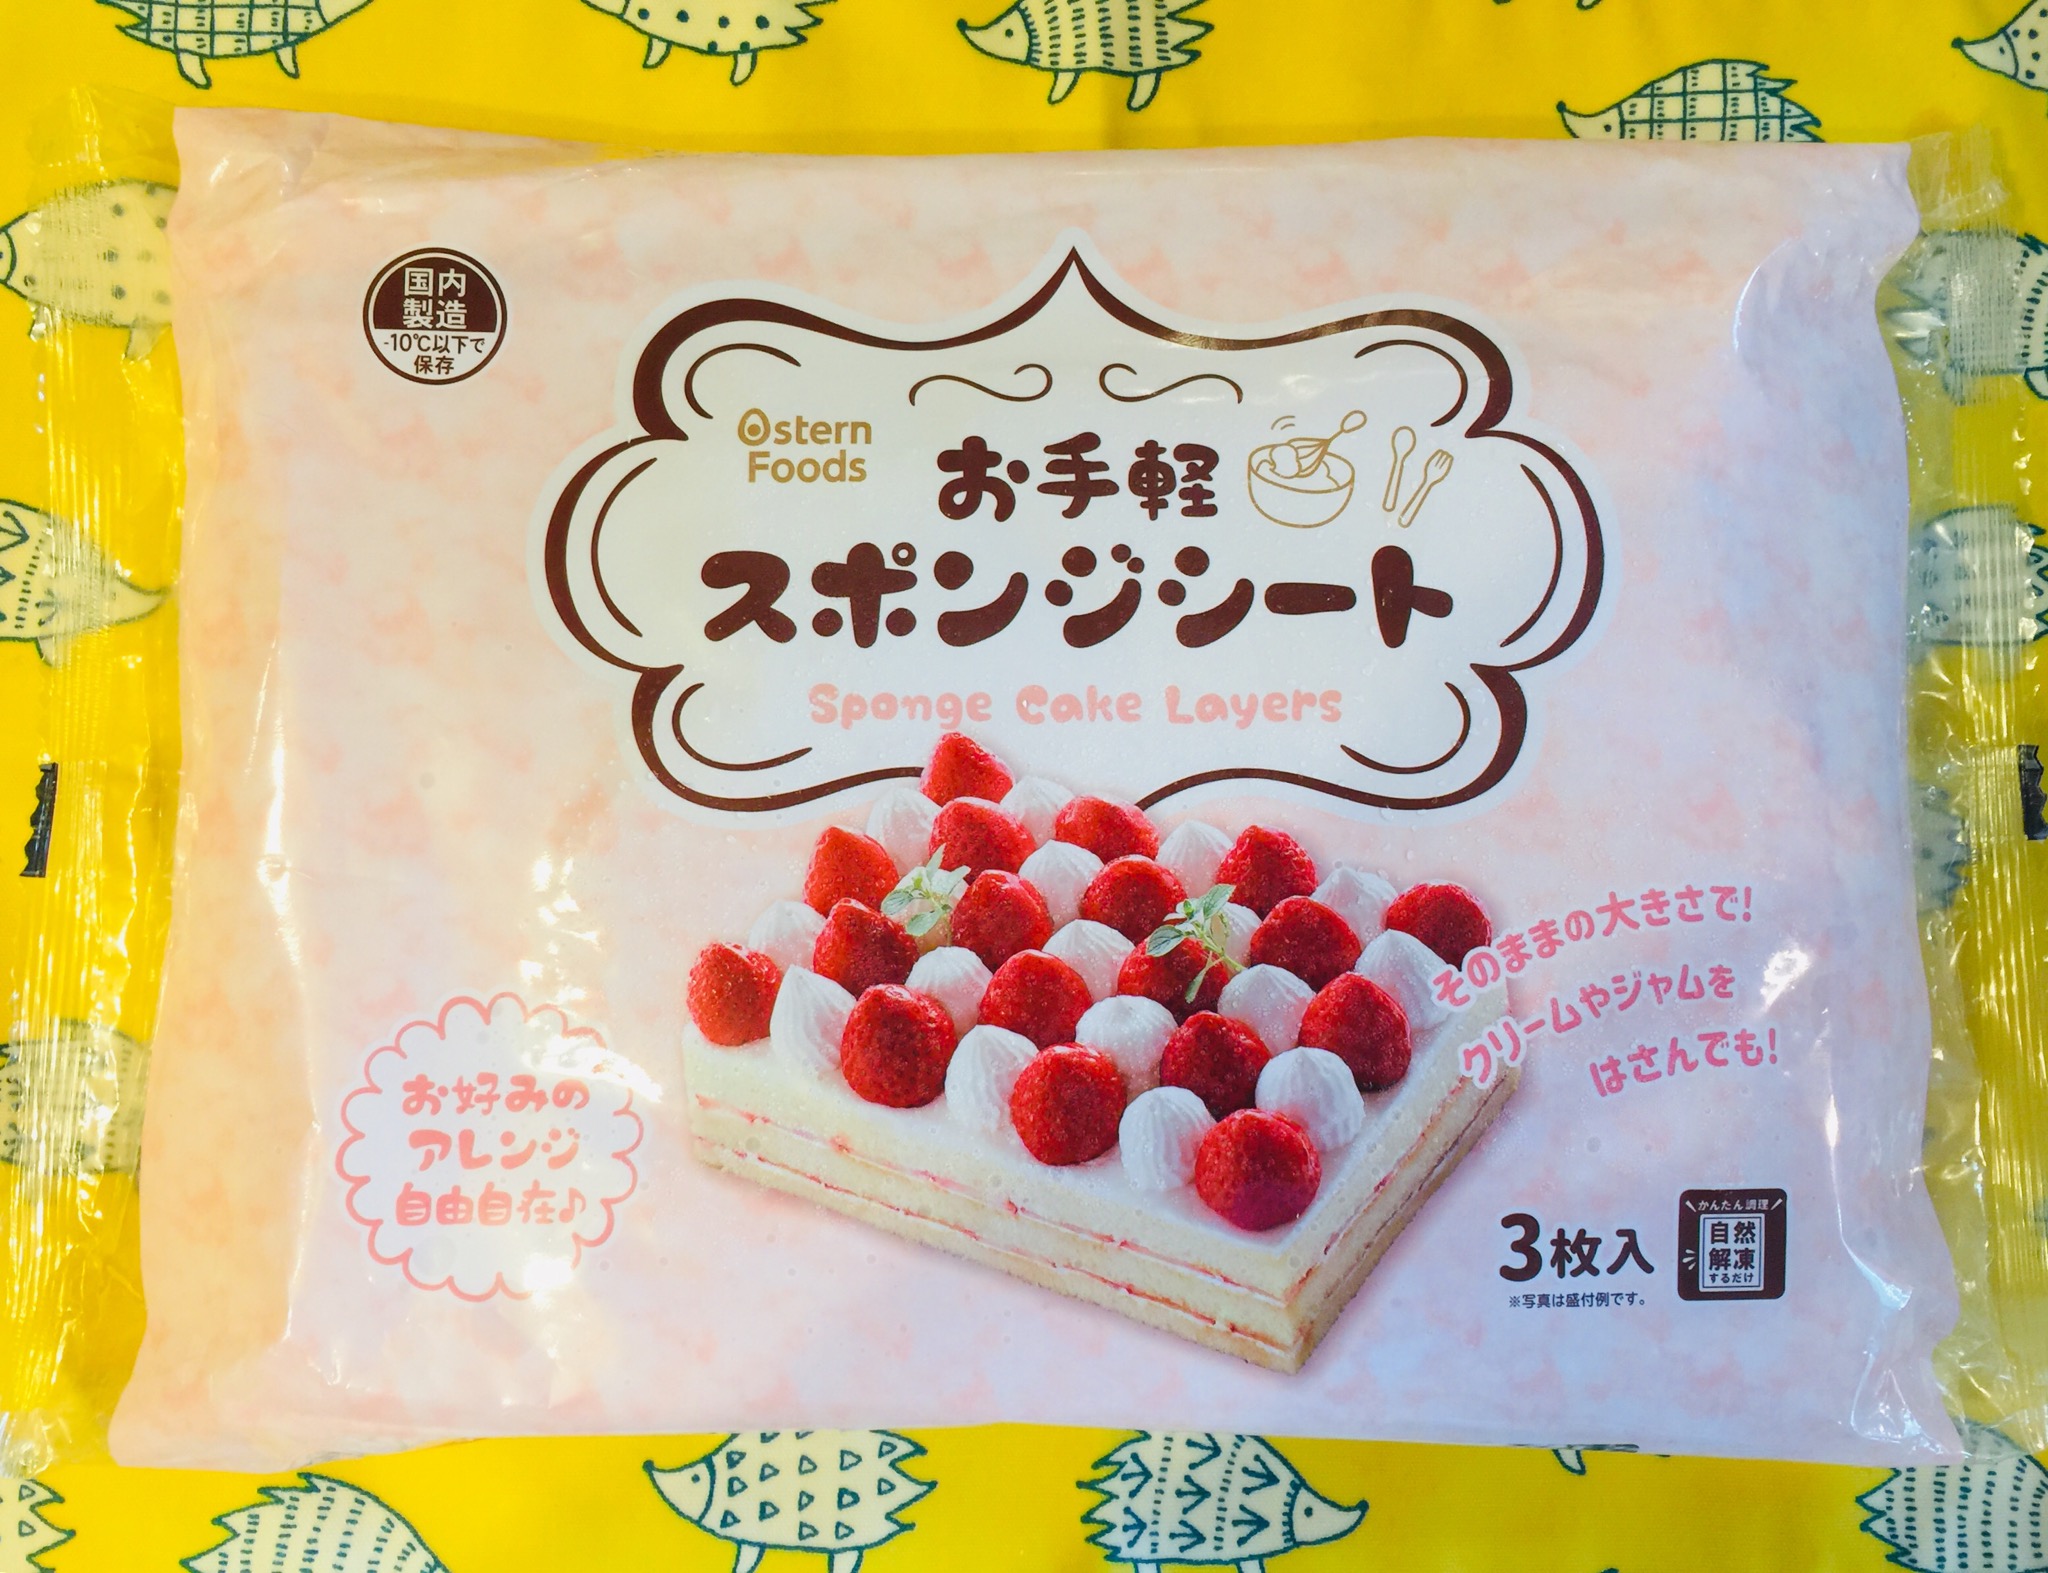 国内
製造
-10℃以下で
保存
Ostern
Foods
お手軽
スポンジシート
Sponge Cake Layers
そのままの大きさで!
クリームやジャムを
はさんでも!
お好みの
アレンジ
自由自在♪
3枚入
※写真は盛付例です。
かんたん調理
自然
解凍
するだけ